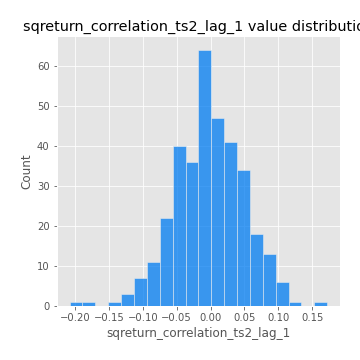 sqreturn_correlation_ts2_lag_1 value distributio
60
50
40
30
20
10
0
Count
−0.20 −0.15 −0.10 −0.05 0.00 0.05 0.10 0.15
sqreturn_correlation_ts2_lag_1